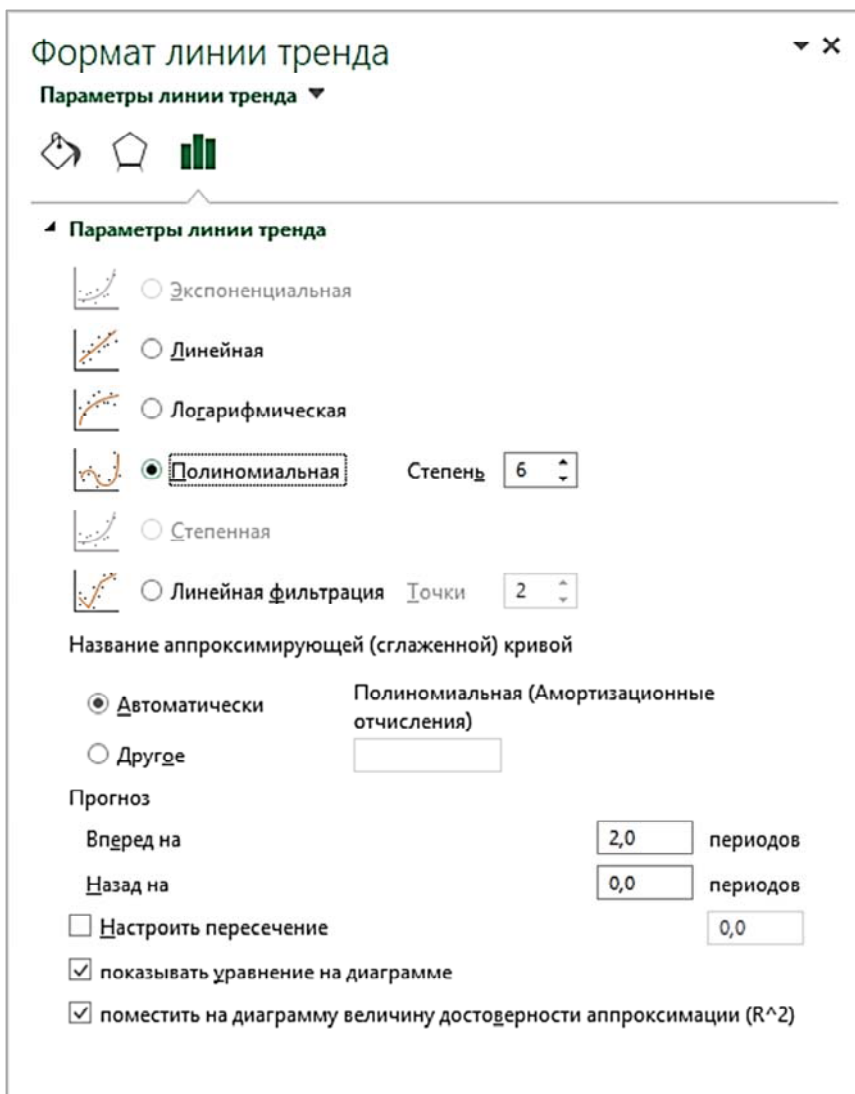 Формат линии тренда
Параметры линии тренда
Параметры линии тренда
Экспоненциальная
Линейная
Логарифмическая
Полиномиальная Степень 6
Степенная
Линейная фильтрация Точки 2
Название аппроксимирующей (сглаженной) кривой
Автоматически Полиномиальная (Амортизационные
отчисления)
Другое
Прогноз
Вперед на 2,0 периодов
Назад на 0,0 периодов
Настроить пересечение 0,0
показывать уравнение на диаграмме
поместить на диаграмму величину достоверности аппроксимации (R^2)